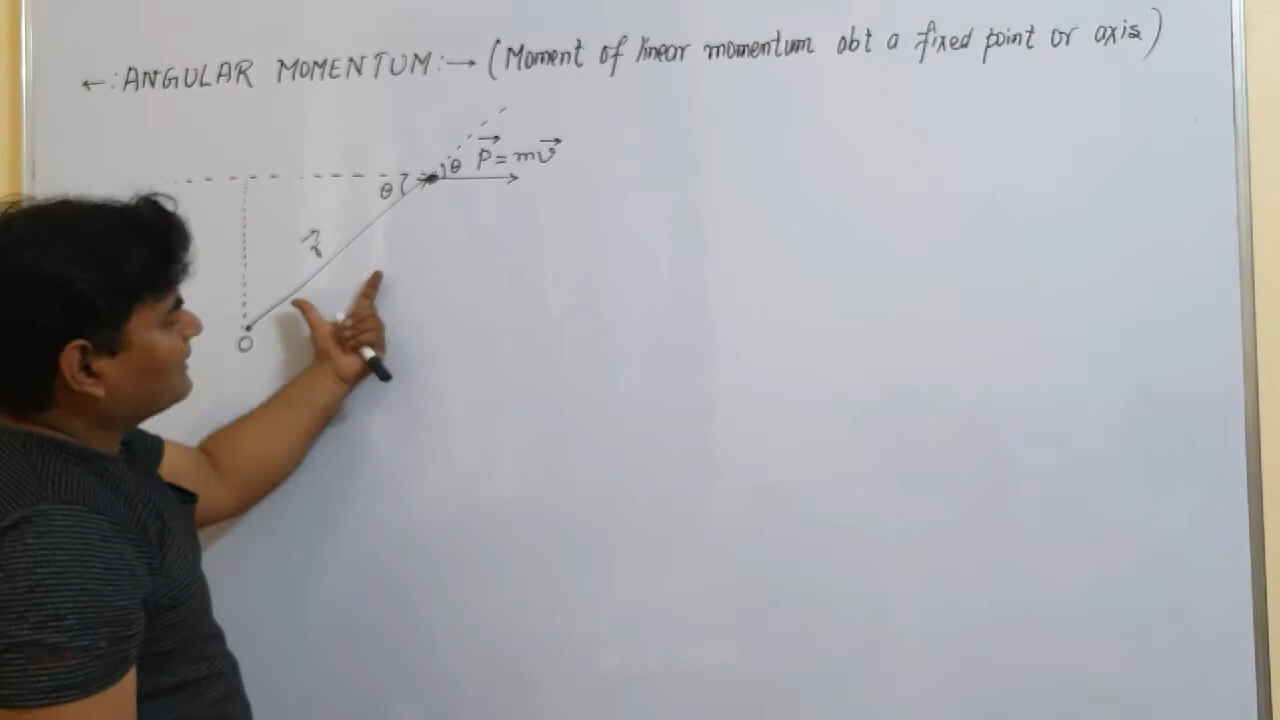 ←:ANGULAR MOMENTUM:→ (Moment of linear momentum abt a fixed point or axis)
θ θ P⃗ = mv⃗
r⃗
O